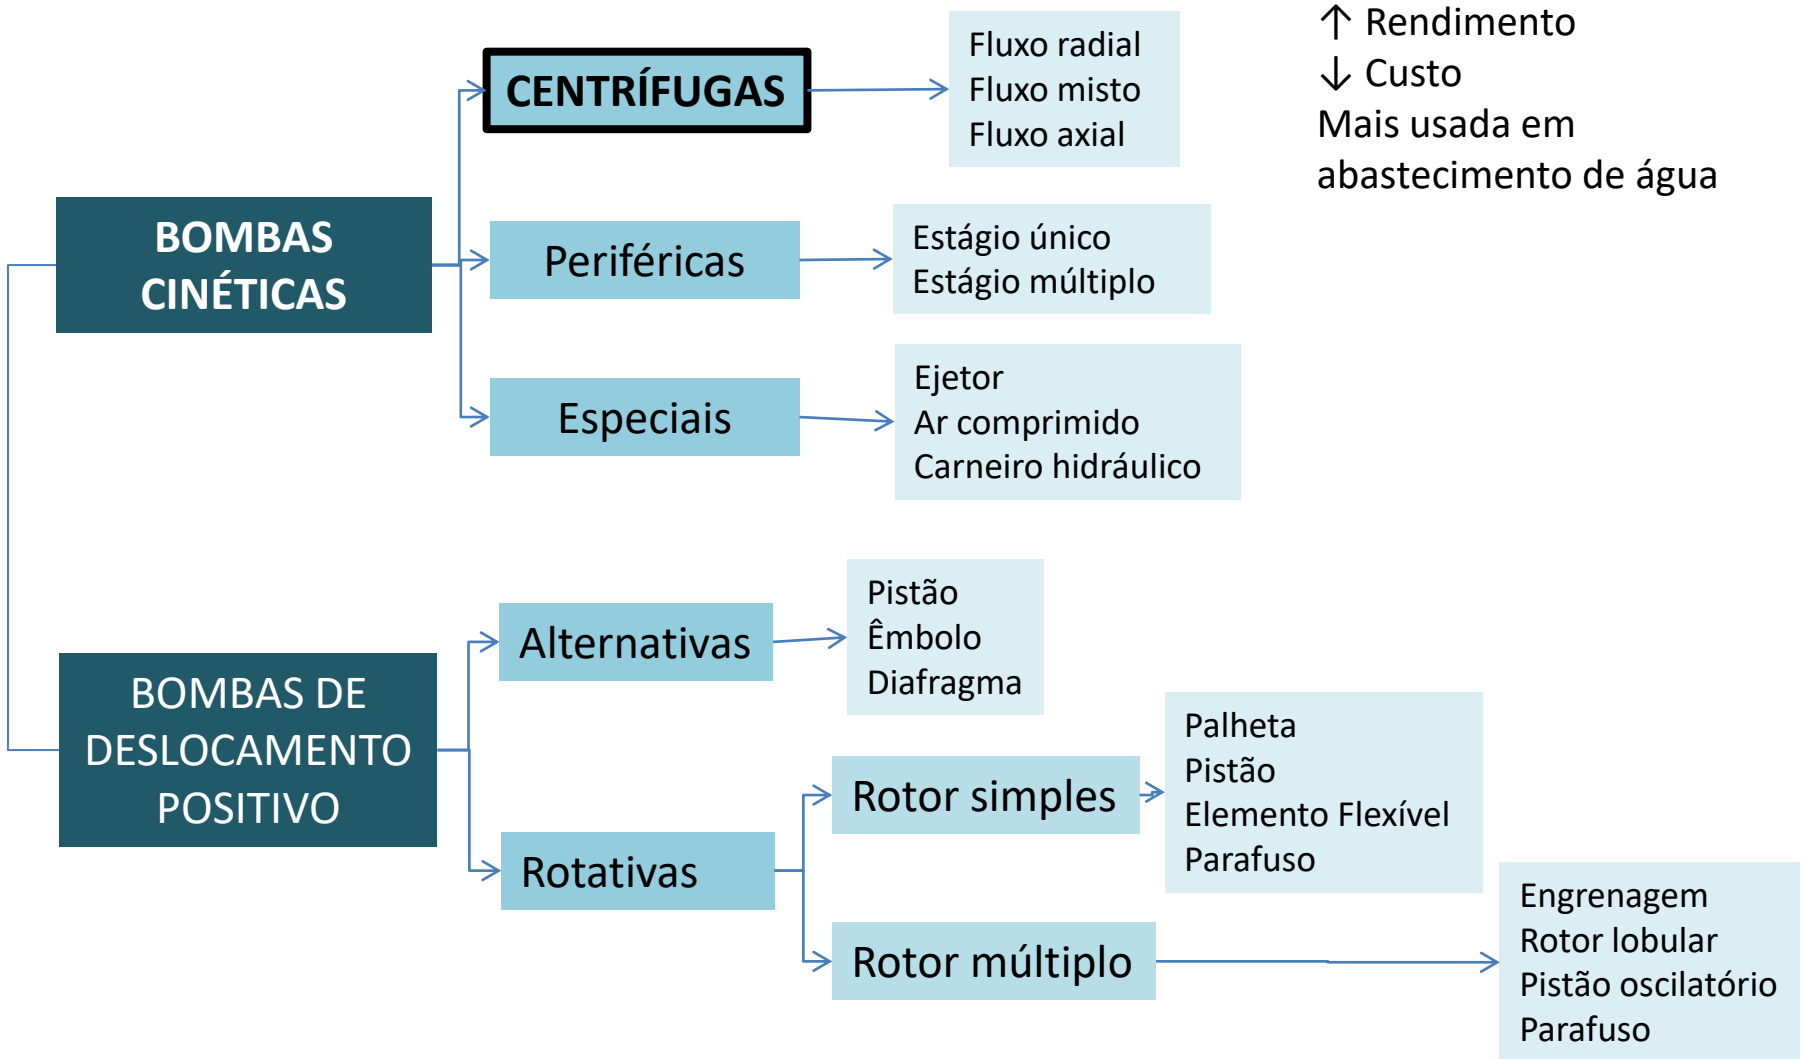 ↑ Rendimento
↓ Custo
Mais usada em
abastecimento de água
CENTRÍFUGAS
Fluxo radial
Fluxo misto
Fluxo axial
BOMBAS
CINÉTICAS
Periféricas
Estágio único
Estágio múltiplo
Especiais
Ejetor
Ar comprimido
Carneiro hidráulico
BOMBAS DE
DESLOCAMENTO
POSITIVO
Alternativas
Pistão
Êmbolo
Diafragma
Rotativas
Rotor simples
Palheta
Pistão
Elemento Flexível
Parafuso
Rotor múltiplo
Engrenagem
Rotor lobular
Pistão oscilatório
Parafuso